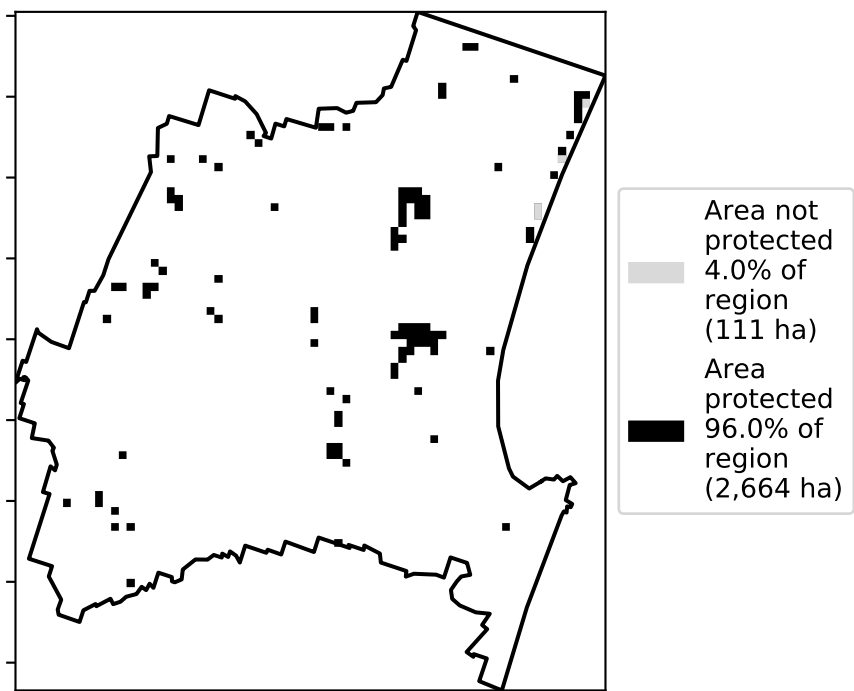 Area not
protected
4.0% of
region
(111 ha)
Area
protected
96.0% of
region
(2,664 ha)